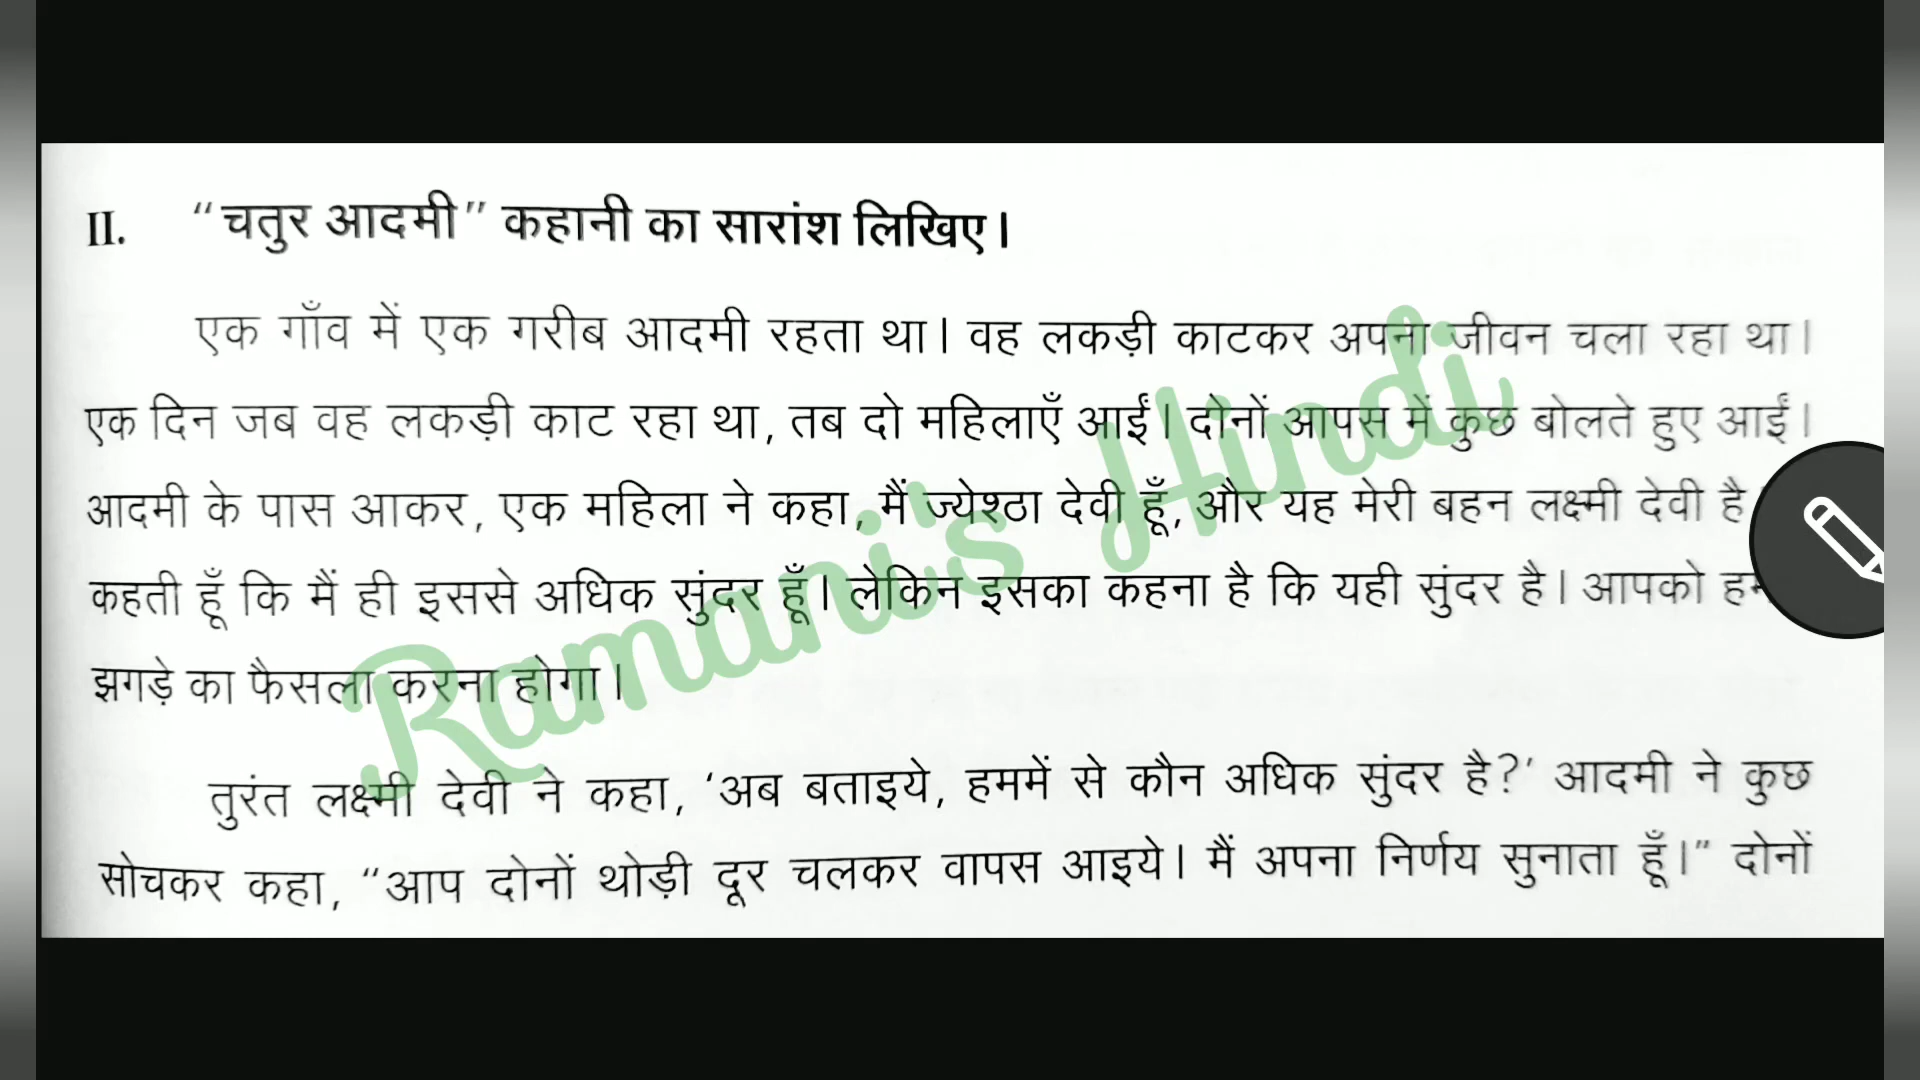 II. “चतुर आदमी” कहानी का सारांश लिखिए।
एक गाँव में एक गरीब आदमी रहता था। वह लकड़ी काटकर अपना जीवन चला रहा था।
एक दिन जब वह लकड़ी काट रहा था, तब दो महिलाएँ आईं। दोनों आपस में कुछ बोलते हुए आईं।
आदमी के पास आकर, एक महिला ने कहा, मैं ज्येश्ठा देवी हूँ, और यह मेरी बहन लक्ष्मी देवी है
कहती हूँ कि मैं ही इससे अधिक सुंदर हूँ। लेकिन इसका कहना है कि यही सुंदर है। आपको
झगड़े का फैसला करना होगा।
तुरंत लक्ष्मी देवी ने कहा, ‘अब बताइये, हममें से कौन अधिक सुंदर है?’ आदमी ने कुछ
सोचकर कहा, “आप दोनों थोड़ी दूर चलकर वापस आइये। मैं अपना निर्णय सुनाता हूँ।” दोनों
Ramani's Hindi